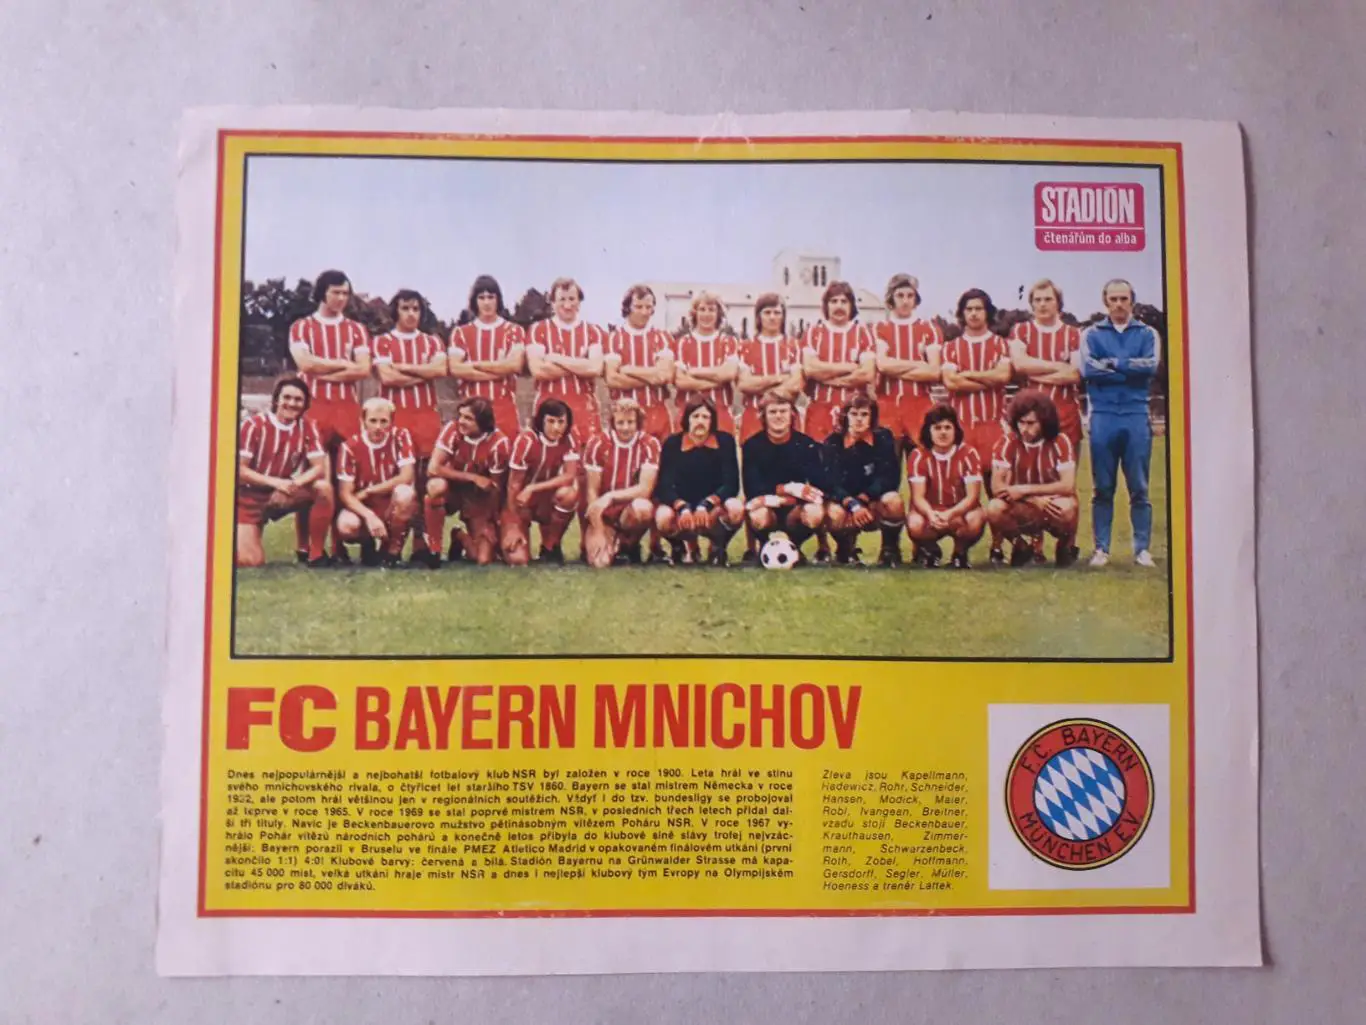 STADIÓN
čtenářům do alba
FC BAYERN MNICHOV
Dnes nejpopulárnější a nejbohatší fotbalový klub NSR byl založen v roce 1900. Leta hrál ve stínu
svého mnichovského rivala, o čtyřicet let staršího TSV 1860. Bayern se stal mistrem Německa v roce
1932, ale potom hrál většinou jen v regionálních soutěžích. Vždyť i do tzv. bundesligy se probojoval
až teprve v roce 1965. V roce 1969 se stal poprvé mistrem NSR, v posledních třech letech přidal dal-
ší tři tituly. Navíc je Beckenbauerovo mužstvo pětinásobným vítězem Poháru NSR. V roce 1967 vy-
hrálo Pohár vítězů národních pohárů a konečně letos přibyla do klubové síně slávy trofej nejvzác-
nější: Bayern porazil v Bruselu ve finále PMEZ Atletico Madrid v opakovaném finálovém utkání (první
skončilo 1:1) 4:0! Klubové barvy: červená a bílá. Stadión Bayernu na Grünwalder Strasse má kapa-
citu 45 000 míst, velká utkání hraje mistr NSR a dnes i nejlepší klubový tým Evropy na Olympijském
stadiónu pro 80 000 diváků.
Zleva jsou Kapellmann,
Hadewicz, Rohr, Schneider,
Hansen, Modick, Maier,
Robl, Ivangean, Breitner,
vzadu stojí Beckenbauer,
Krauthausen, Zimmer-
mann, Schwarzenbeck,
Roth, Zobel, Hoffmann,
Gersdorff, Segler, Müller,
Hoeness a trenér Lattek.
F.C. BAYERN
MÜNCHEN E.V.